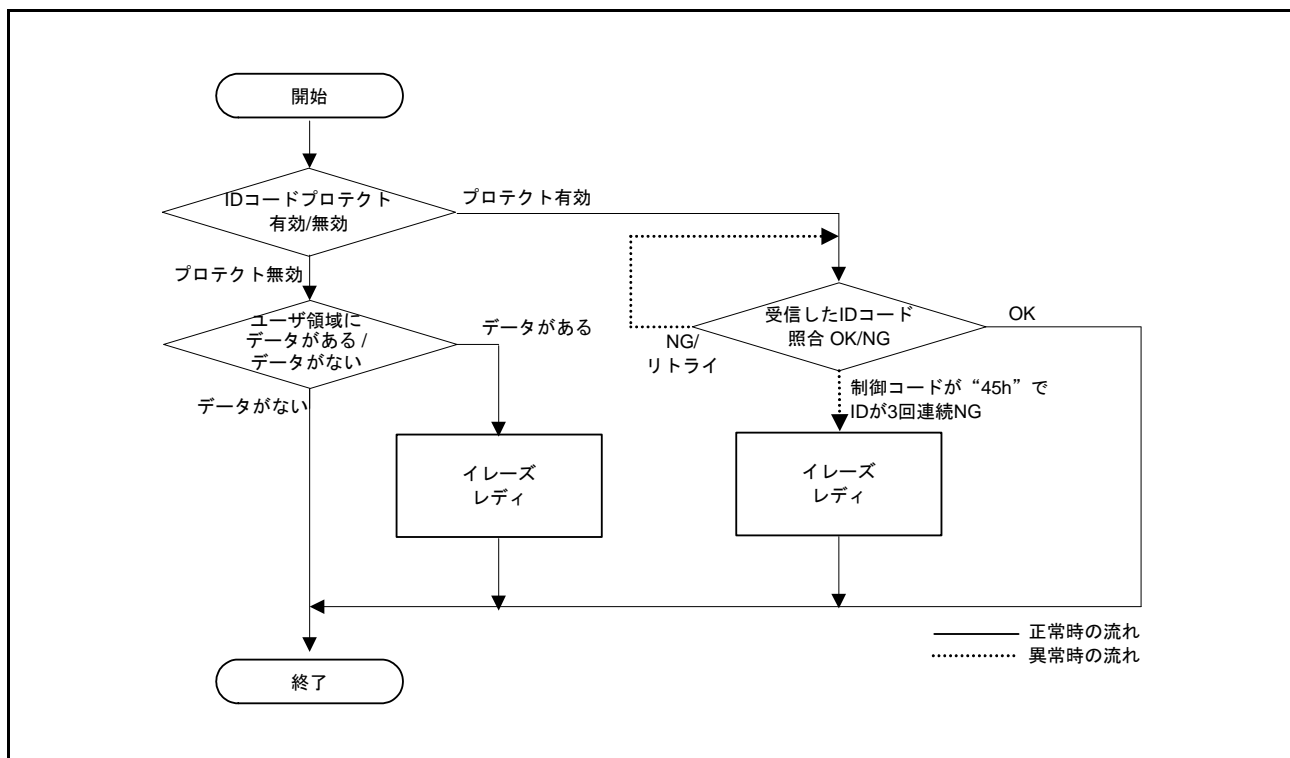 開始
IDコードプロテクト
有効/無効
プロテクト有効
プロテクト無効
ユーザ領域に
データがある /
データがない
データがある
データがない
イレーズ
レディ
受信したIDコード
照合 OK/NG
OK
NG/
リトライ
制御コードが“45h”で
IDが3回連続NG
イレーズ
レディ
正常時の流れ
異常時の流れ
終了